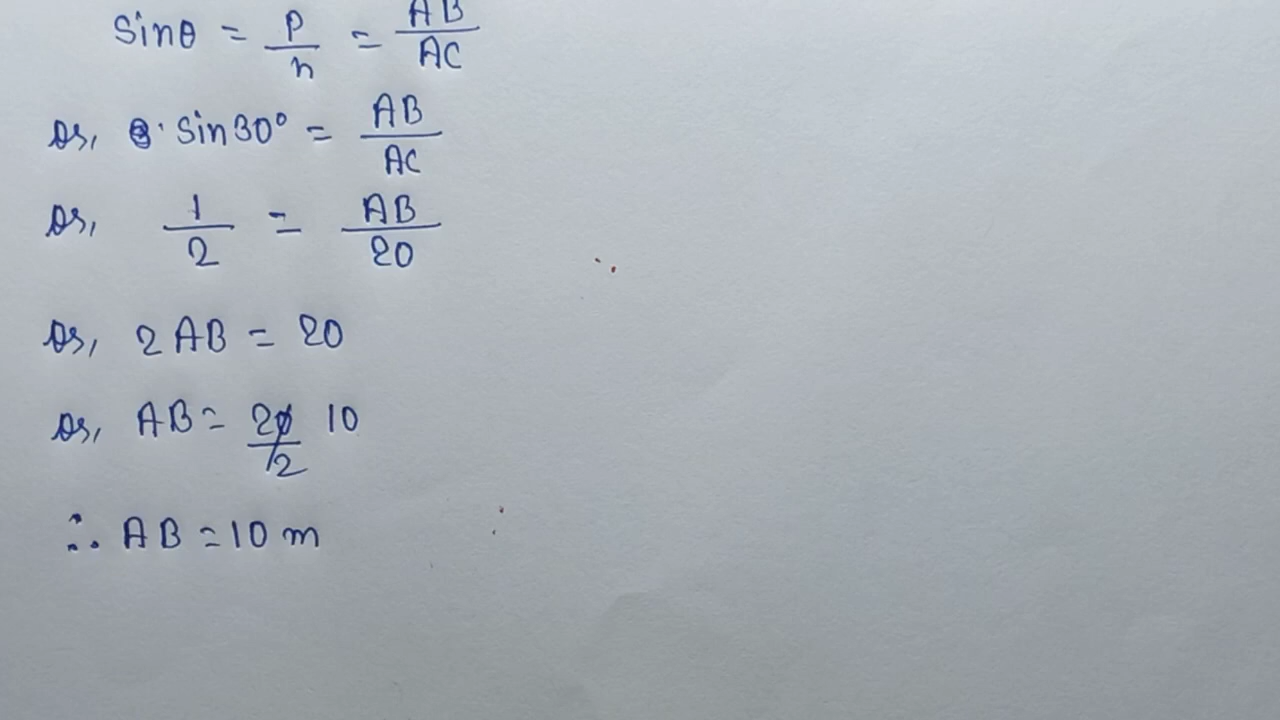 Sinθ = p/h = AB/AC
or, Sin30° = AB/AC
or, 1/2 = AB/20
or, 2AB = 20
or, AB = 20/2 10
∴ AB = 10 m